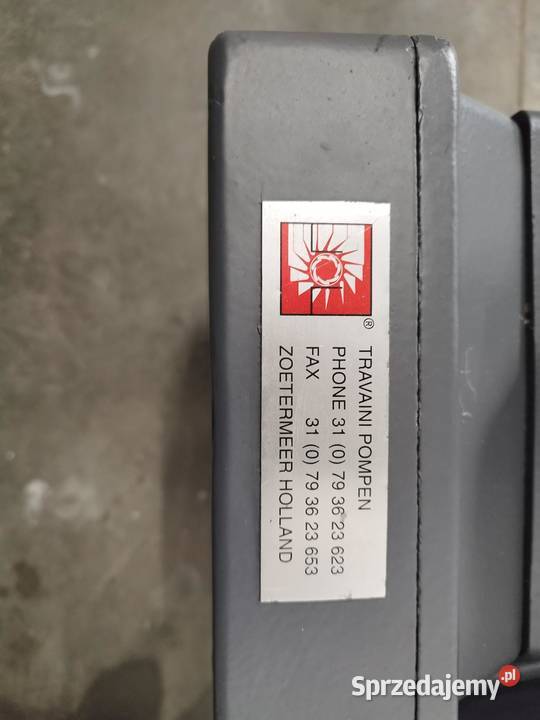 ®
TRAVAINI POMPEN
PHONE 31 (0) 79 36 23 623
FAX 31 (0) 79 36 23 653
ZOETERMEER HOLLAND
Sprzedajemy.pl